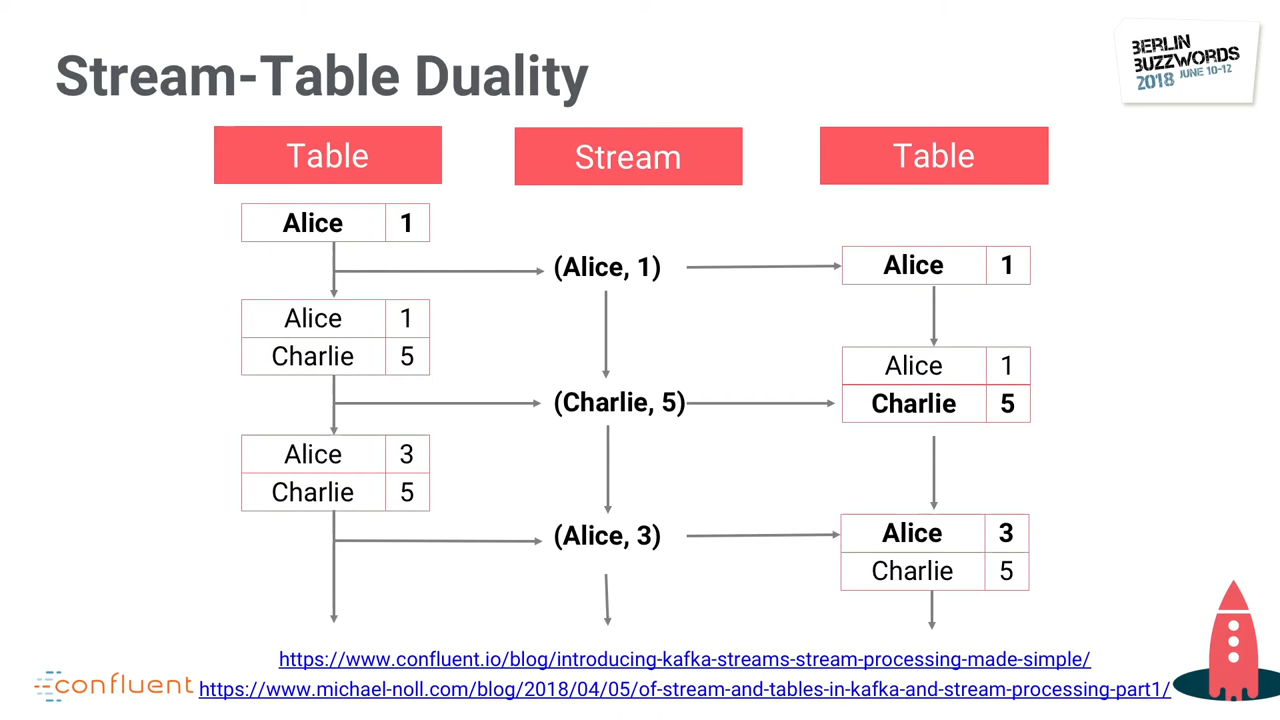 Stream-Table Duality
BERLIN
BUZZWORDS
2018 JUNE 10-12
Table
Stream
Table
Alice 1
(Alice, 1)
Alice 1
Alice 1
Charlie 5
(Charlie, 5)
Alice 1
Charlie 5
Alice 3
Charlie 5
(Alice, 3)
Alice 3
Charlie 5
https://www.confluent.io/blog/introducing-kafka-streams-stream-processing-made-simple/
confluent
https://www.michael-noll.com/blog/2018/04/05/of-stream-and-tables-in-kafka-and-stream-processing-part1/